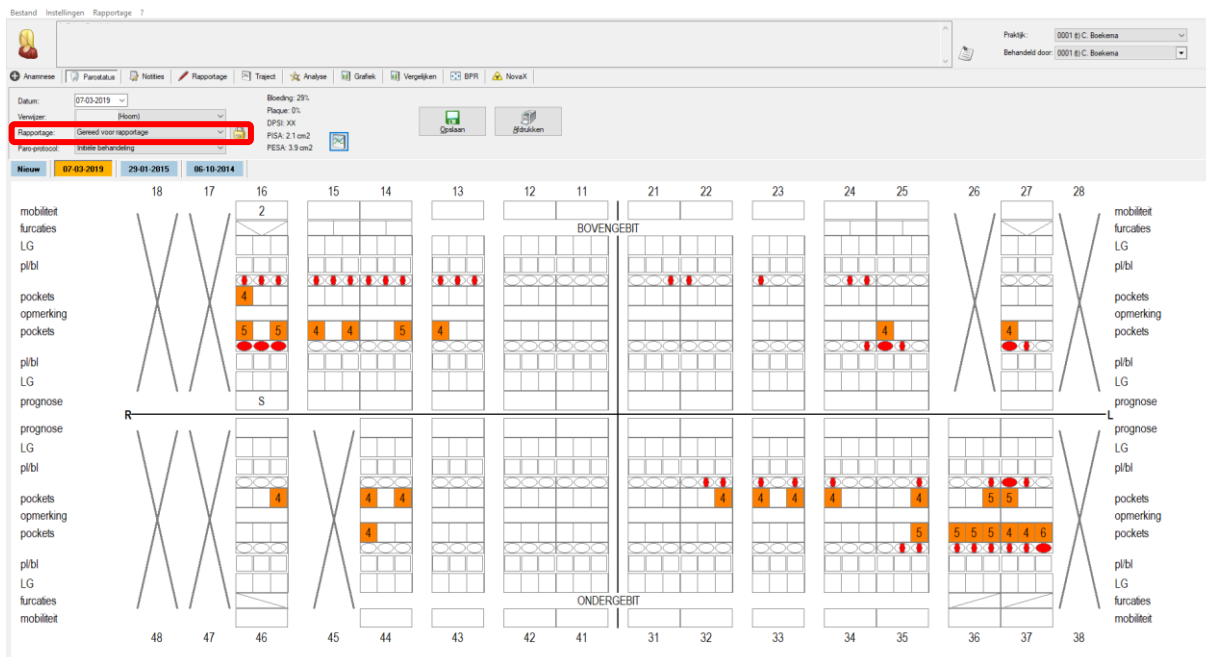 Bestand Instellingen Rapportage ?
Praktijk: 0001 t) C. Boekema
Behandeld door: 0001 t) C. Boekema
Anamnese Parostatus Notities Rapportage Traject Analyse Grafiek Vergelijken BPR NovaX
Datum: 07-03-2019
Verwijzer: (Hoorn)
Rapportage: Gereed voor rapportage
Paro-protocol: Initiële behandeling
Bloeding: 29%
Plaque: 0%
DPSI: XX
PISA: 2.1 cm2
PESA: 3.9 cm2
Opslaan Afdrukken
Nieuw 07-03-2019 29-01-2015 06-10-2014
18 17 16 15 14 13 12 11 21 22 23 24 25 26 27 28
mobiliteit 2 mobiliteit
furcaties BOVENGEBIT furcaties
LG LG
pl/bl pl/bl
pockets 4 pockets
opmerking opmerking
pockets 5 5 4 4 5 4 4 4 pockets
pl/bl pl/bl
LG LG
prognose S prognose
R L
prognose prognose
LG LG
pl/bl pl/bl
pockets 4 4 4 4 4 4 4 4 5 5 pockets
opmerking opmerking
pockets 4 5 5 5 5 4 4 6 pockets
pl/bl pl/bl
LG LG
furcaties ONDERGEBIT furcaties
mobiliteit mobiliteit
48 47 46 45 44 43 42 41 31 32 33 34 35 36 37 38